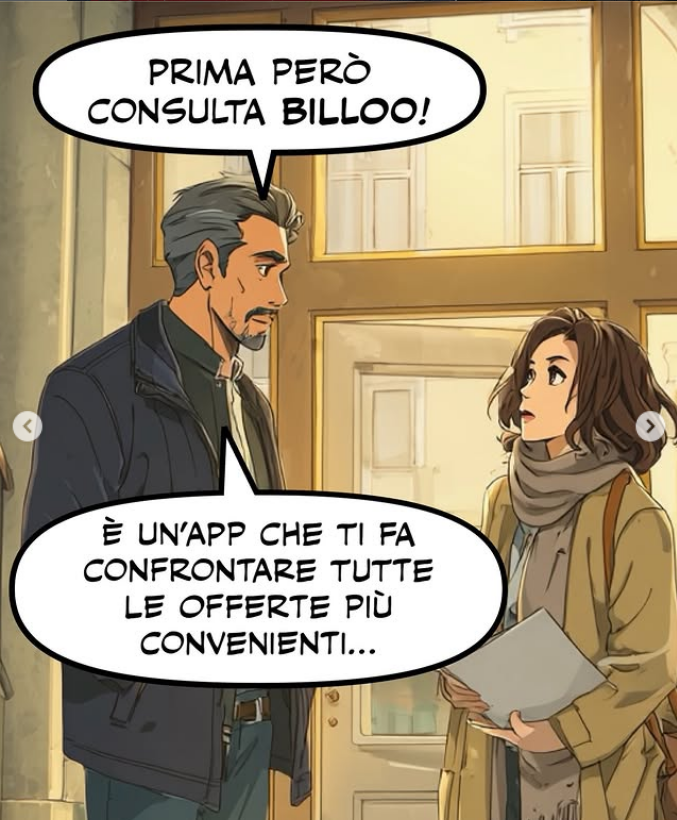 PRIMA PERÒ
CONSULTA BILLOO!
È UN'APP CHE TI FA
CONFRONTARE TUTTE
LE OFFERTE PIÙ
CONVENIENTI...